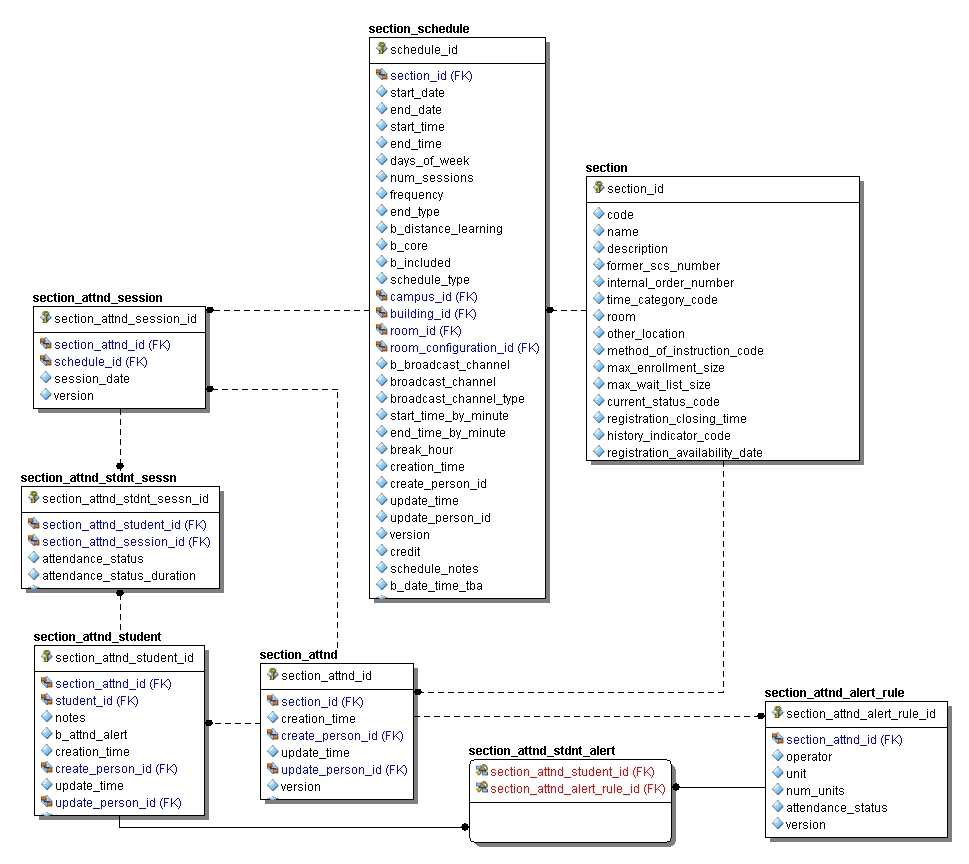 section_schedule
schedule_id
section_id (FK)
start_date
end_date
start_time
end_time
days_of_week
num_sessions
frequency
end_type
b_distance_learning
b_core
b_included
schedule_type
campus_id (FK)
building_id (FK)
room_id (FK)
room_configuration_id (FK)
b_broadcast_channel
broadcast_channel
broadcast_channel_type
start_time_by_minute
end_time_by_minute
break_hour
creation_time
create_person_id
update_time
update_person_id
version
credit
schedule_notes
b_date_time_tba
section
section_id
code
name
description
former_scs_number
internal_order_number
time_category_code
room
other_location
method_of_instruction_code
max_enrollment_size
max_wait_list_size
current_status_code
registration_closing_time
history_indicator_code
registration_availability_date
section_attnd_session
section_attnd_session_id
section_attnd_id (FK)
schedule_id (FK)
session_date
version
section_attnd_stdnt_sessn
section_attnd_stdnt_sessn_id
section_attnd_student_id (FK)
section_attnd_session_id (FK)
attendance_status
attendance_status_duration
section_attnd_student
section_attnd_student_id
section_attnd_id (FK)
student_id (FK)
notes
b_attnd_alert
creation_time
create_person_id (FK)
update_time
update_person_id (FK)
section_attnd
section_attnd_id
section_id (FK)
creation_time
create_person_id (FK)
update_time
update_person_id (FK)
version
section_attnd_stdnt_alert
section_attnd_student_id (FK)
section_attnd_alert_rule_id (FK)
section_attnd_alert_rule
section_attnd_alert_rule_id
section_attnd_id (FK)
operator
unit
num_units
attendance_status
version